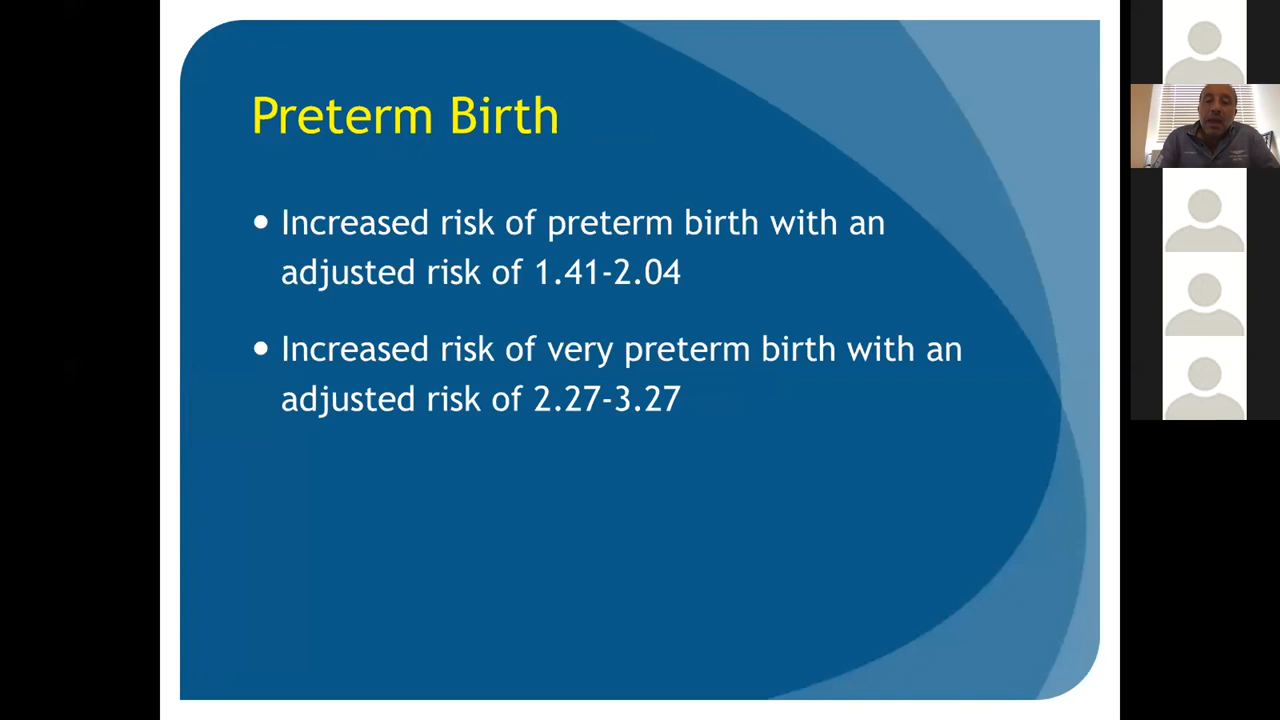 Preterm Birth
• Increased risk of preterm birth with an
adjusted risk of 1.41-2.04
• Increased risk of very preterm birth with an
adjusted risk of 2.27-3.27